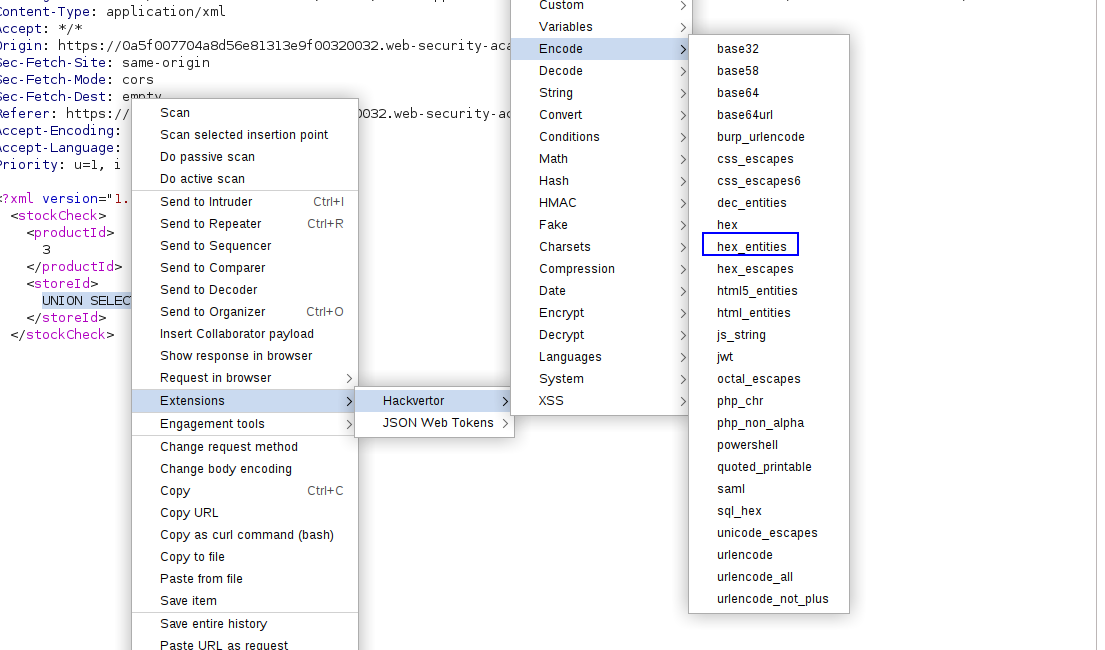 Content-Type: application/xml
Accept: */*
Origin: https://0a5f007704a8d56e81313e9f00320032.web-security-aca
Sec-Fetch-Site: same-origin
Sec-Fetch-Mode: cors
Sec-Fetch-Dest: empty
Referer: https:// 0032.web-security-ac
Accept-Encoding:
Accept-Language:
Priority: u=1, i
<?xml version="1.
<stockCheck>
<productId>
3
</productId>
<storeId>
UNION SELEC
</storeId>
</stockCheck>
Scan
Scan selected insertion point
Do passive scan
Do active scan
Send to Intruder Ctrl+I
Send to Repeater Ctrl+R
Send to Sequencer
Send to Comparer
Send to Decoder
Send to Organizer Ctrl+O
Insert Collaborator payload
Show response in browser
Request in browser
Extensions
Engagement tools
Change request method
Change body encoding
Copy Ctrl+C
Copy URL
Copy as curl command (bash)
Copy to file
Paste from file
Save item
Save entire history
Paste URL as request
Hackvertor
JSON Web Tokens
Custom
Variables
Encode
Decode
String
Convert
Conditions
Math
Hash
HMAC
Fake
Charsets
Compression
Date
Encrypt
Decrypt
Languages
System
XSS
base32
base58
base64
base64url
burp_urlencode
css_escapes
css_escapes6
dec_entities
hex
hex_entities
hex_escapes
html5_entities
html_entities
js_string
jwt
octal_escapes
php_chr
php_non_alpha
powershell
quoted_printable
saml
sql_hex
unicode_escapes
urlencode
urlencode_all
urlencode_not_plus